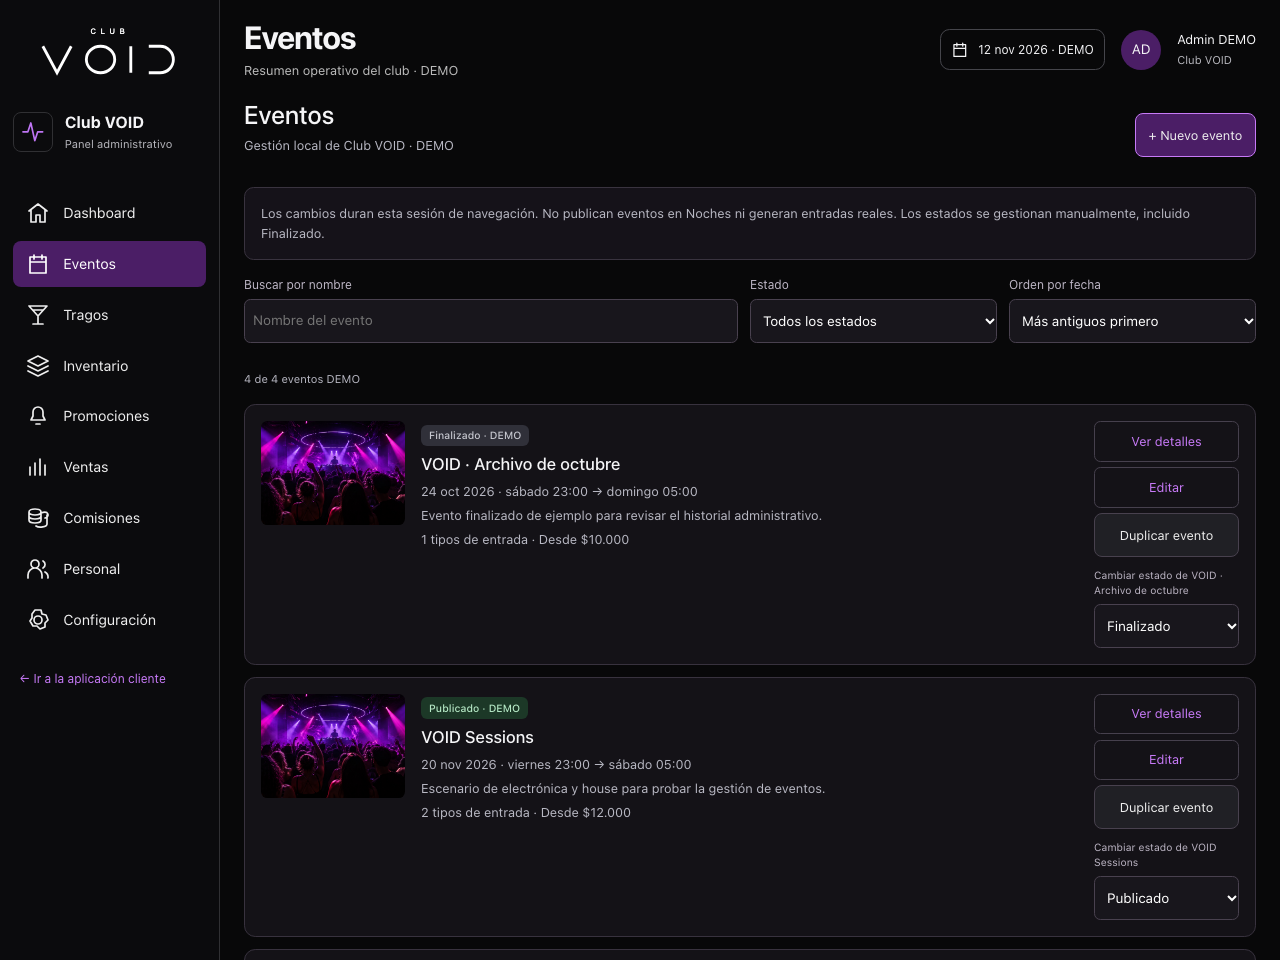 CLUB
VOID
Club VOID
Panel administrativo
Dashboard
Eventos
Tragos
Inventario
Promociones
Ventas
Comisiones
Personal
Configuración
← Ir a la aplicación cliente
Eventos
Resumen operativo del club · DEMO
12 nov 2026 · DEMO
AD
Admin DEMO
Club VOID
Eventos
Gestión local de Club VOID · DEMO
+ Nuevo evento
Los cambios duran esta sesión de navegación. No publican eventos en Noches ni generan entradas reales. Los estados se gestionan manualmente, incluido
Finalizado.
Buscar por nombre
Nombre del evento
Estado
Todos los estados
Orden por fecha
Más antiguos primero
4 de 4 eventos DEMO
Finalizado · DEMO
VOID · Archivo de octubre
24 oct 2026 · sábado 23:00 → domingo 05:00
Evento finalizado de ejemplo para revisar el historial administrativo.
1 tipos de entrada · Desde $10.000
Ver detalles
Editar
Duplicar evento
Cambiar estado de VOID ·
Archivo de octubre
Finalizado
Publicado · DEMO
VOID Sessions
20 nov 2026 · viernes 23:00 → sábado 05:00
Escenario de electrónica y house para probar la gestión de eventos.
2 tipos de entrada · Desde $12.000
Ver detalles
Editar
Duplicar evento
Cambiar estado de VOID
Sessions
Publicado